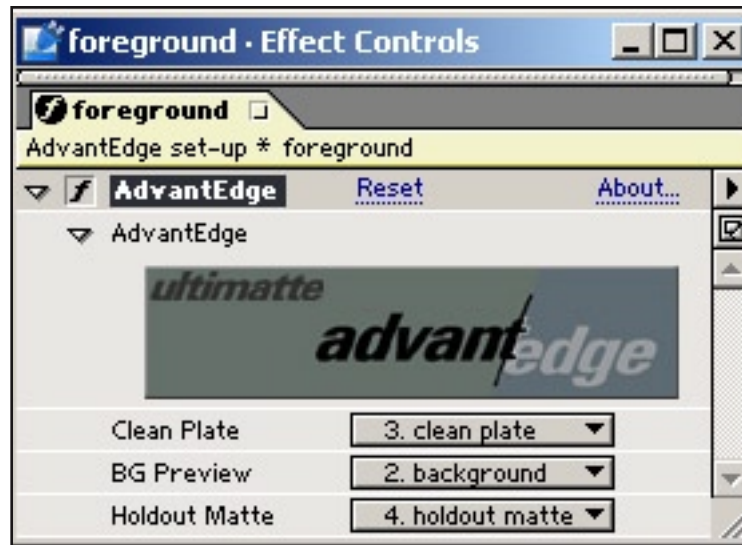 foreground · Effect Controls
foreground
AdvantEdge set-up * foreground
AdvantEdge Reset About...
AdvantEdge
ultimatte
advantedge
Clean Plate 3. clean plate
BG Preview 2. background
Holdout Matte 4. holdout matte